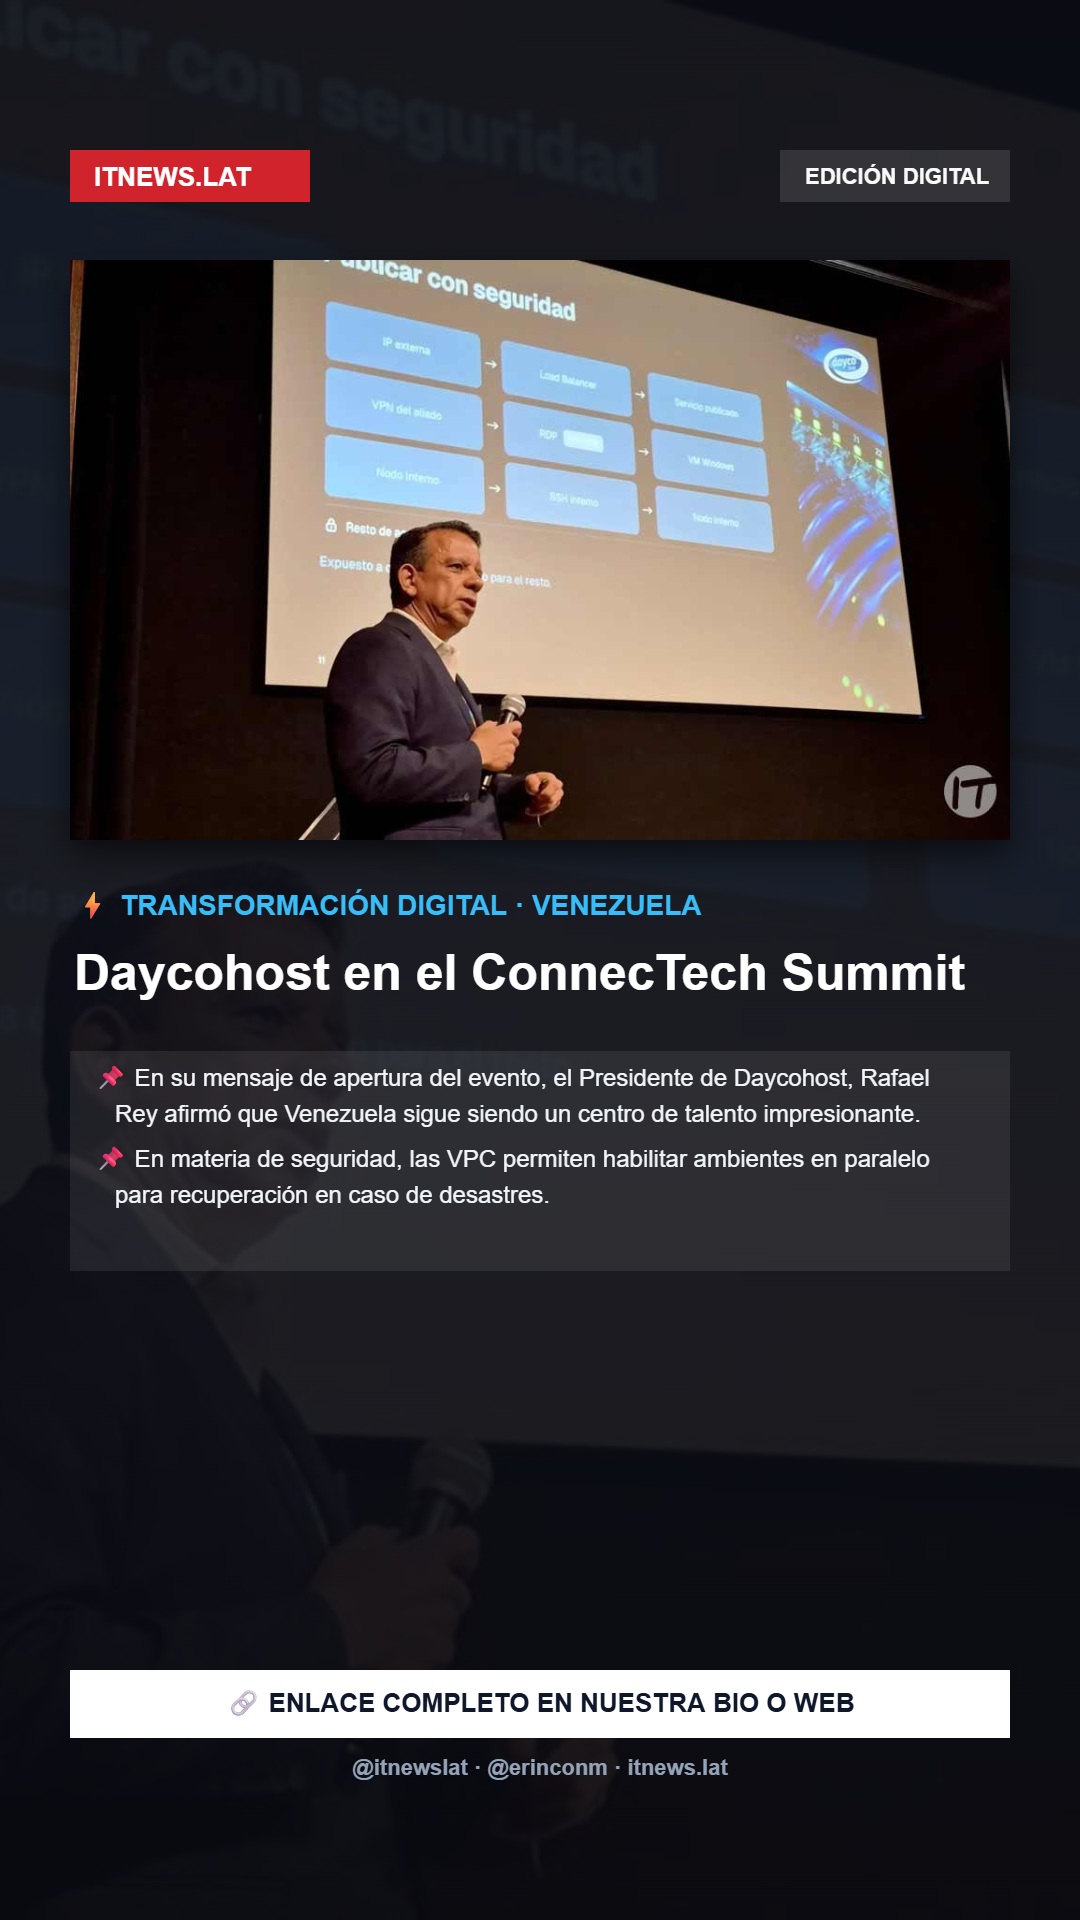 ITNEWS.LAT
EDICIÓN DIGITAL
Publicar con seguridad
IP externa → Load Balancer → Servicio publicado
VPN del aliado → RDP → VM Windows
Nodo interno → SSH interno → Nodo interno
Resto de
Expuesto a o para el resto.
11
dayco
IT
⚡ TRANSFORMACIÓN DIGITAL · VENEZUELA
Daycohost en el ConnecTech Summit
📌 En su mensaje de apertura del evento, el Presidente de Daycohost, Rafael
Rey afirmó que Venezuela sigue siendo un centro de talento impresionante.
📌 En materia de seguridad, las VPC permiten habilitar ambientes en paralelo
para recuperación en caso de desastres.
🔗 ENLACE COMPLETO EN NUESTRA BIO O WEB
@itnewslat · @erinconm · itnews.lat